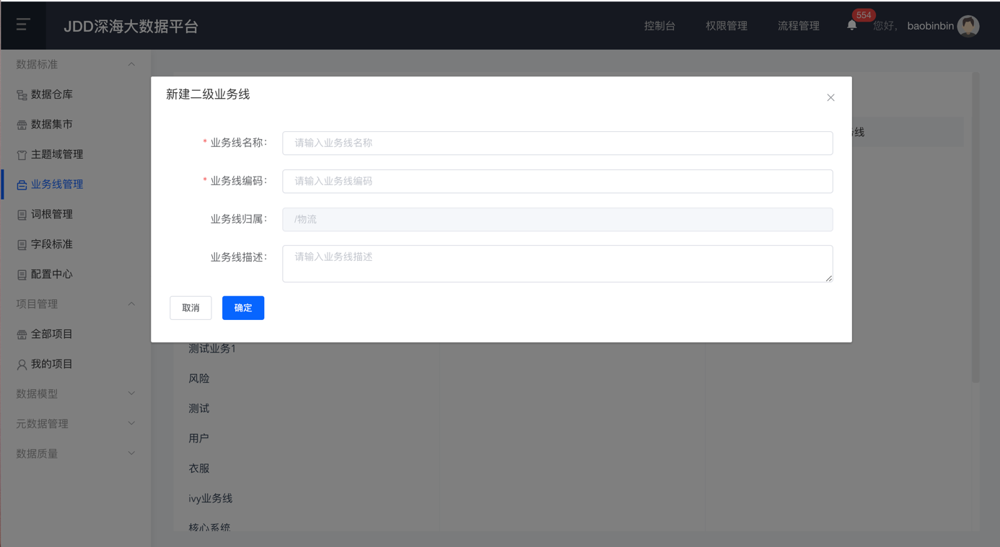 JDD深海大数据平台
控制台
权限管理
流程管理
554
您好，
baobinbin
数据标准
数据仓库
数据集市
主题域管理
业务线管理
词根管理
字段标准
配置中心
项目管理
全部项目
我的项目
数据模型
元数据管理
数据质量
新建二级业务线
* 业务线名称：
请输入业务线名称
* 业务线编码：
请输入业务线编码
业务线归属：
/物流
业务线描述：
请输入业务线描述
取消
确定
线
测试业务1
风险
测试
用户
衣服
ivy业务线
核心系统